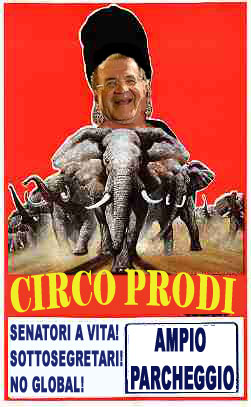 CIRCO PRODI
SENATORI A VITA!
SOTTOSEGRETARI!
NO GLOBAL!
AMPIO
PARCHEGGIO